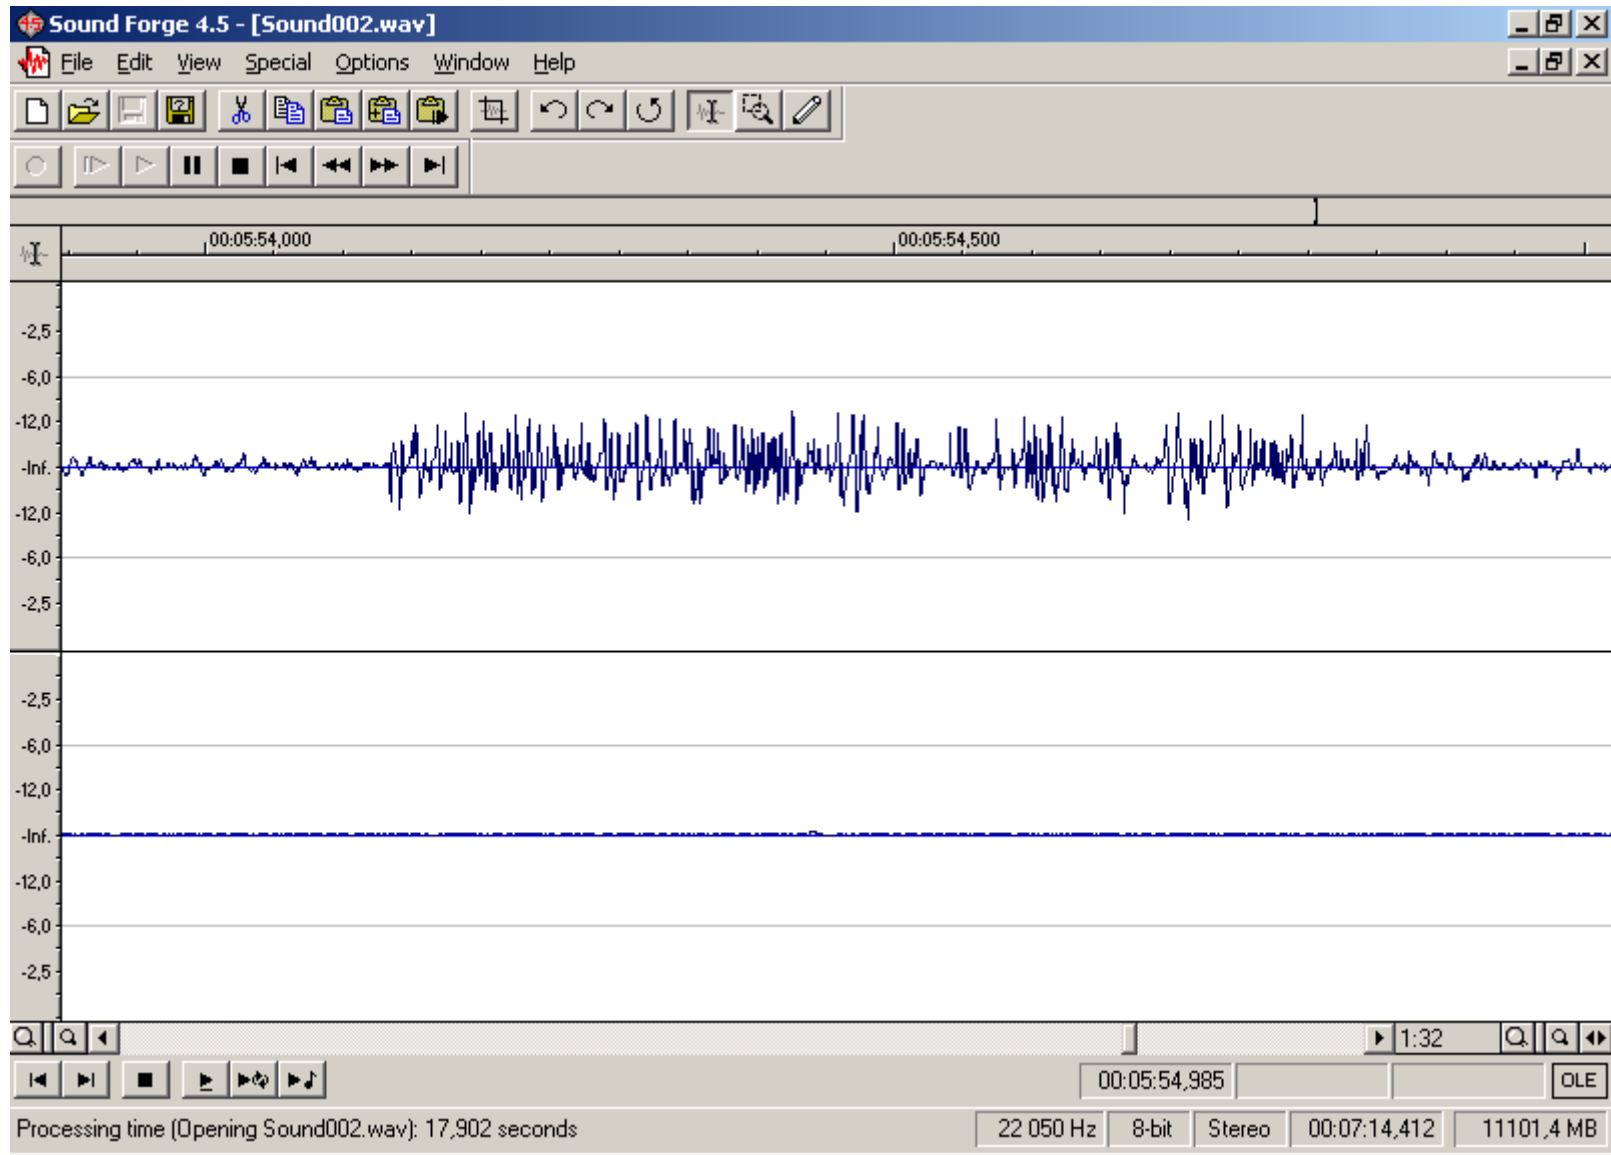 Sound Forge 4.5 - [Sound002.wav]
File Edit View Special Options Window Help
00:05:54,000 00:05:54,500
-2,5
-6,0
-12,0
-Inf.
-12,0
-6,0
-2,5
-2,5
-6,0
-12,0
-Inf.
-12,0
-6,0
-2,5
1:32
00:05:54,985 OLE
Processing time (Opening Sound002.wav): 17,902 seconds 22 050 Hz 8-bit Stereo 00:07:14,412 11101,4 MB